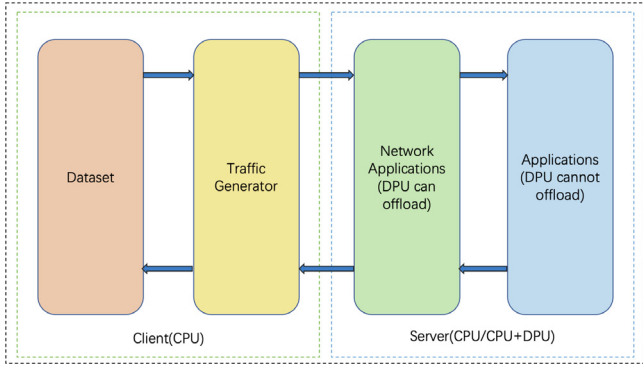 Dataset
Traffic
Generator
Network
Applications
(DPU can
offload)
Applications
(DPU cannot
offload)
Client(CPU)
Server(CPU/CPU+DPU)